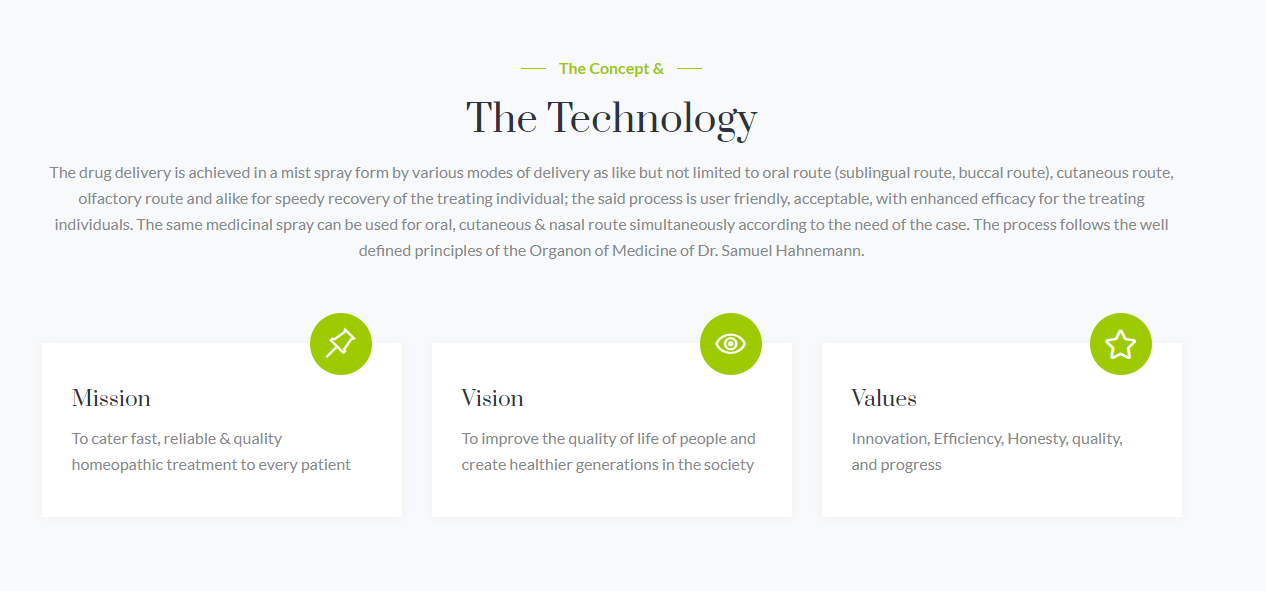 The Concept &
The Technology
The drug delivery is achieved in a mist spray form by various modes of delivery as like but not limited to oral route (sublingual route, buccal route), cutaneous route,
olfactory route and alike for speedy recovery of the treating individual; the said process is user friendly, acceptable, with enhanced efficacy for the treating
individuals. The same medicinal spray can be used for oral, cutaneous & nasal route simultaneously according to the need of the case. The process follows the well
defined principles of the Organon of Medicine of Dr. Samuel Hahnemann.
Mission
To cater fast, reliable & quality
homeopathic treatment to every patient
Vision
To improve the quality of life of people and
create healthier generations in the society
Values
Innovation, Efficiency, Honesty, quality,
and progress